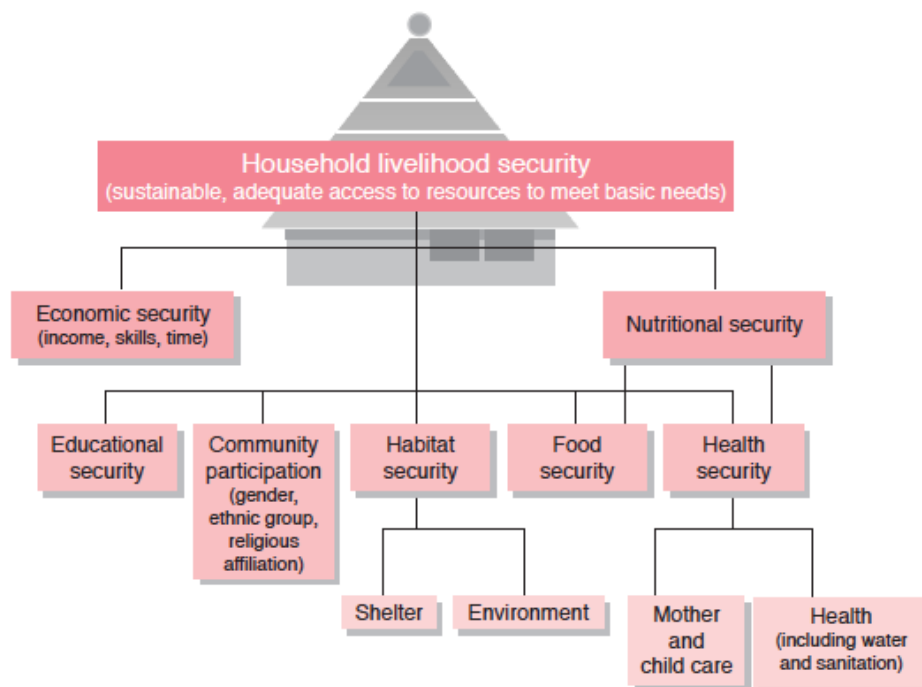 Household livelihood security
(sustainable, adequate access to resources to meet basic needs)
Economic security
(income, skills, time)
Nutritional security
Educational
security
Community
participation
(gender,
ethnic group,
religious
affiliation)
Habitat
security
Food
security
Health
security
Shelter
Environment
Mother
and
child care
Health
(including water
and sanitation)